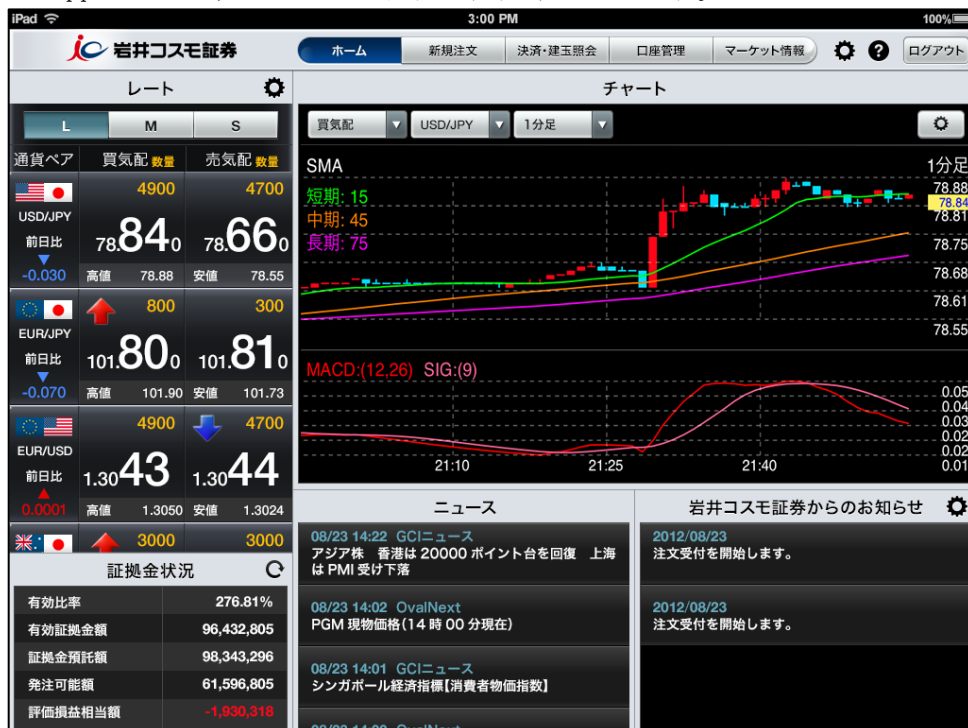 iPad 3:00 PM 100%
岩井コスモ証券 ホーム 新規注文 決済・建玉照会 口座管理 マーケット情報 ? ログアウト
レート
L M S
通貨ペア 買気配 数量 売気配 数量
4900 4700
USD/JPY
78.840 78.660
前日比
-0.030 高値 78.88 安値 78.55
800 300
EUR/JPY
101.800 101.810
前日比
-0.070 高値 101.90 安値 101.73
4900 4700
EUR/USD
1.3043 1.3044
前日比
0.0001 高値 1.3050 安値 1.3024
3000 3000
証拠金状況
有効比率 276.81%
有効証拠金額 96,432,805
証拠金預託額 98,343,296
発注可能額 61,596,805
評価損益相当額 -1,930,318
チャート
買気配 USD/JPY 1分足
SMA 1分足
短期: 15
中期: 45
長期: 75
78.88
78.84
78.81
78.75
78.68
78.61
78.55
MACD:(12,26) SIG:(9)
0.05
0.04
0.03
0.02
0.02
0.01
21:10 21:25 21:40
ニュース
08/23 14:22 GCIニュース
アジア株 香港は 20000 ポイント台を回復 上海
は PMI 受け下落
08/23 14:02 OvalNext
PGM 現物価格(14 時 00 分現在)
08/23 14:01 GCIニュース
シンガポール経済指標【消費者物価指数】
岩井コスモ証券からのお知らせ
2012/08/23
注文受付を開始します。
2012/08/23
注文受付を開始します。